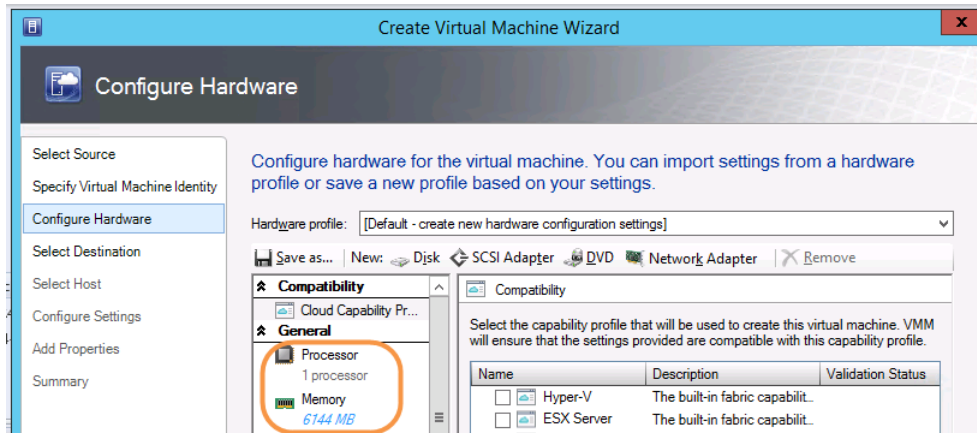 Create Virtual Machine Wizard
x
Configure Hardware
Select Source
Specify Virtual Machine Identity
Configure Hardware
Select Destination
Select Host
Configure Settings
Add Properties
Summary
Configure hardware for the virtual machine. You can import settings from a hardware
profile or save a new profile based on your settings.
Hardware profile: [Default - create new hardware configuration settings]
Save as... New: Disk SCSI Adapter DVD Network Adapter Remove
Compatibility
Cloud Capability Pr...
General
Processor
1 processor
Memory
6144 MB
Compatibility
Select the capability profile that will be used to create this virtual machine. VMM
will ensure that the settings provided are compatible with this capability profile.
Name Description Validation Status
Hyper-V The built-in fabric capabilit...
ESX Server The built-in fabric capabilit...